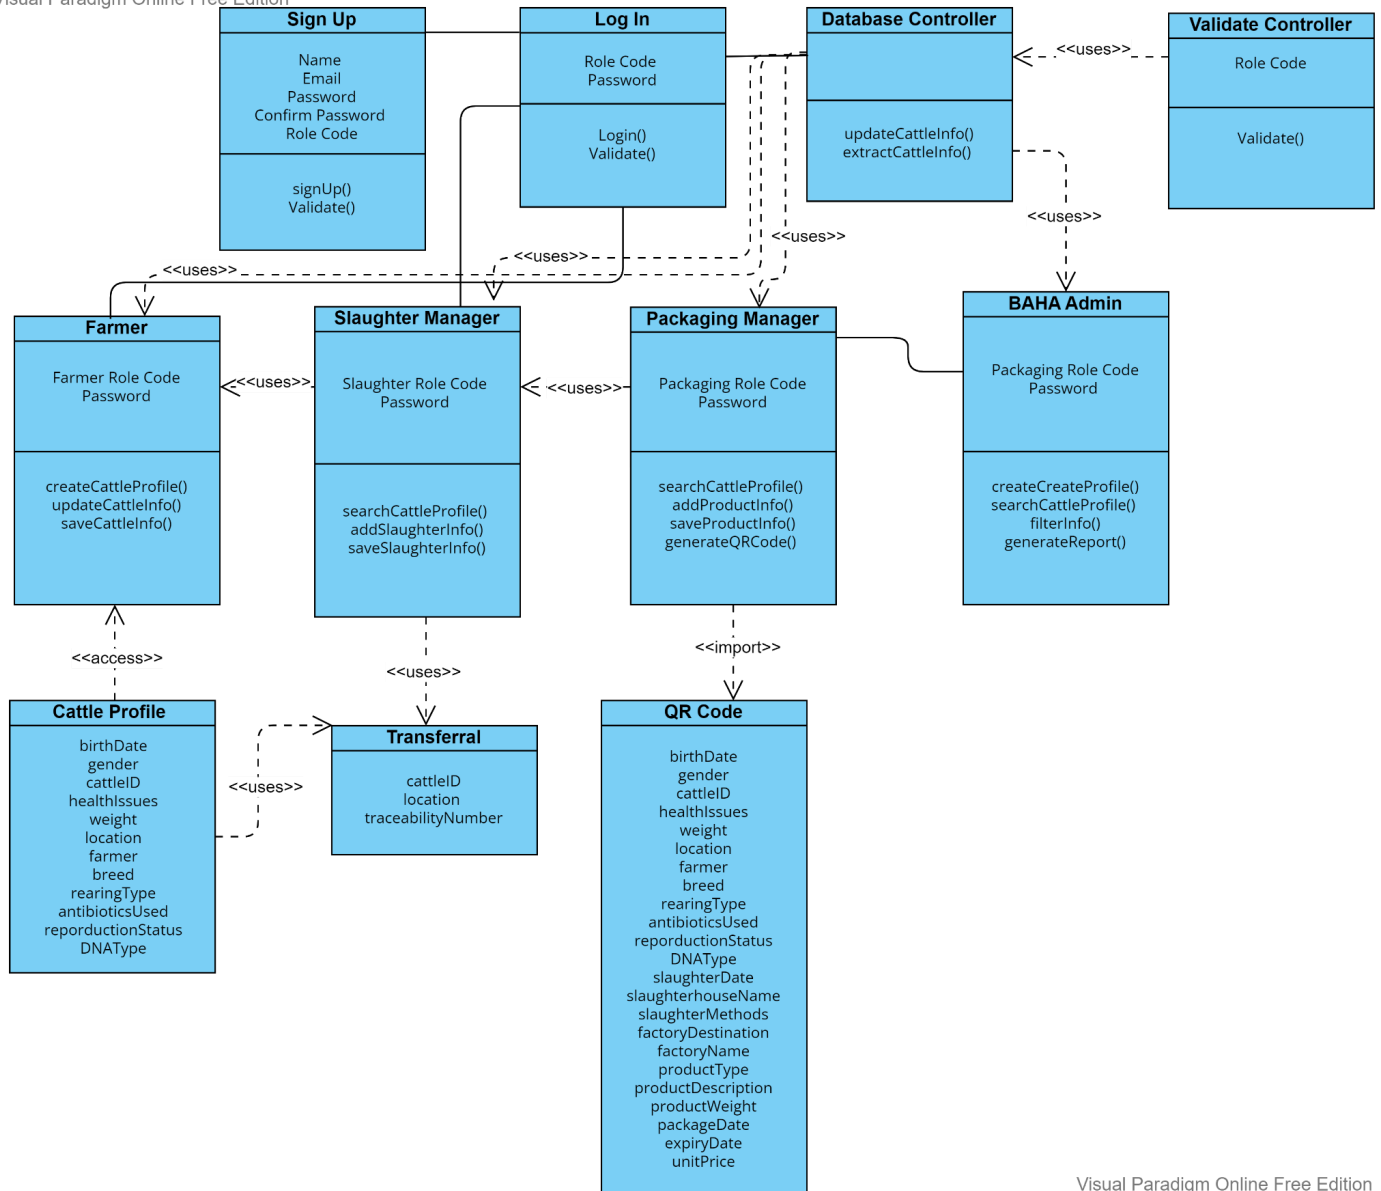 Visual Paradigm Online Free Edition
Sign Up
Name
Email
Password
Confirm Password
Role Code
signUp()
Validate()
Log In
Role Code
Password
Login()
Validate()
Database Controller
updateCattleInfo()
extractCattleInfo()
Validate Controller
Role Code
Validate()
<<uses>>
<<uses>>
<<uses>>
<<uses>>
<<uses>>
Farmer
Farmer Role Code
Password
createCattleProfile()
updateCattleInfo()
saveCattleInfo()
<<uses>>
Slaughter Manager
Slaughter Role Code
Password
searchCattleProfile()
addSlaughterInfo()
saveSlaughterInfo()
<<uses>>
Packaging Manager
Packaging Role Code
Password
searchCattleProfile()
addProductInfo()
saveProductInfo()
generateQRCode()
BAHA Admin
Packaging Role Code
Password
createCreateProfile()
searchCattleProfile()
filterInfo()
generateReport()
<<access>>
<<uses>>
<<import>>
Cattle Profile
birthDate
gender
cattleID
healthIssues
weight
location
farmer
breed
rearingType
antibioticsUsed
reporductionStatus
DNAType
<<uses>>
Transferral
cattleID
location
traceabilityNumber
QR Code
birthDate
gender
cattleID
healthIssues
weight
location
farmer
breed
rearingType
antibioticsUsed
reporductionStatus
DNAType
slaughterDate
slaughterhouseName
slaughterMethods
factoryDestination
factoryName
productType
productDescription
productWeight
packageDate
expiryDate
unitPrice
Visual Paradigm Online Free Edition